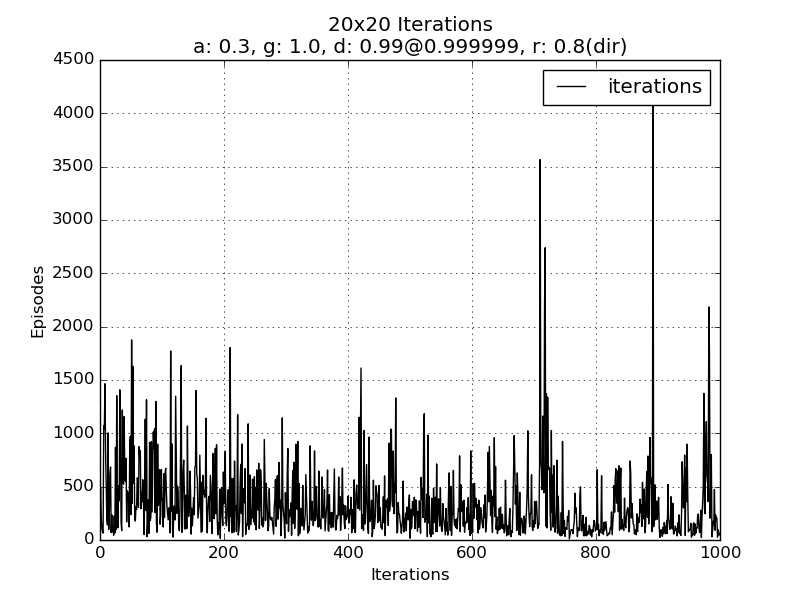 20x20 Iterations
a: 0.3, g: 1.0, d: 0.99@0.999999, r: 0.8(dir)
iterations
4500
4000
3500
3000
2500
2000
1500
1000
500
0
Episodes
0 200 400 600 800 1000
Iterations